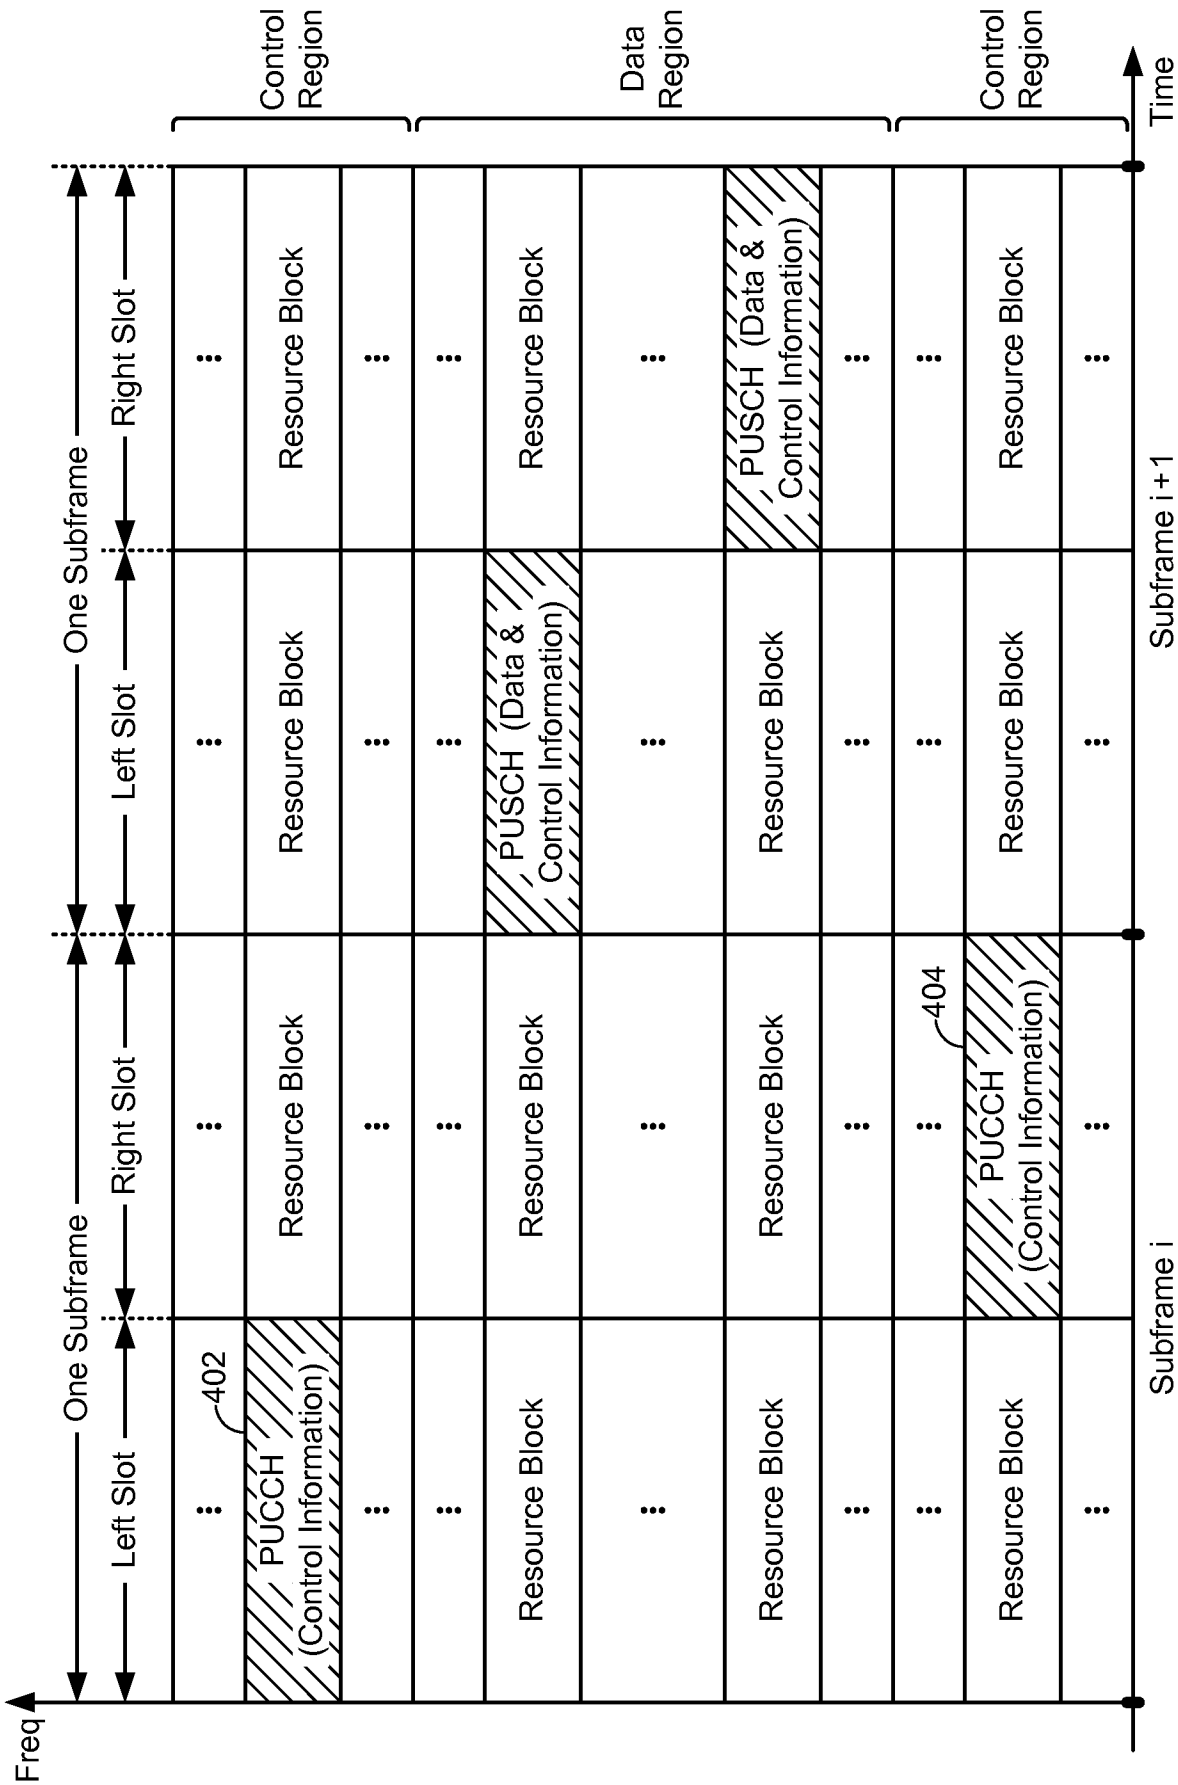 Freq
One Subframe
One Subframe
Left Slot
Right Slot
Left Slot
Right Slot
...
402
...
...
...
PUCCH
(Control Information)
Resource Block
Resource Block
Resource Block
Control
Region
...
...
...
...
...
...
...
...
Resource Block
Resource Block
PUSCH (Data &
Control Information)
Resource Block
...
...
...
...
Data
Region
Resource Block
Resource Block
Resource Block
PUSCH (Data &
Control Information)
...
...
...
...
...
...
404
...
...
Resource Block
PUCCH
(Control Information)
Resource Block
Resource Block
Control
Region
...
...
...
...
Subframe i
Subframe i + 1
Time